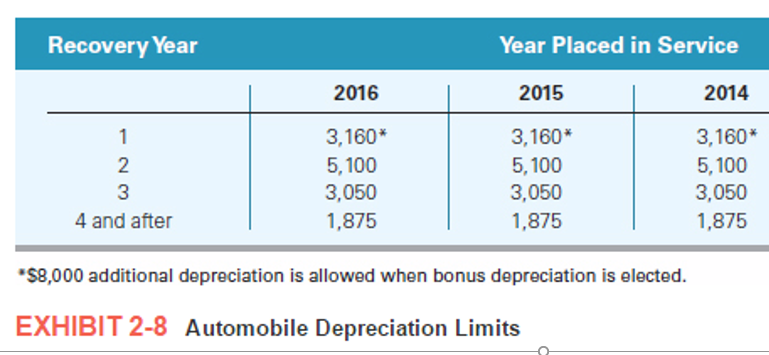 Recovery Year Year Placed in Service
2016 2015 2014
1 3,160* 3,160* 3,160*
2 5,100 5,100 5,100
3 3,050 3,050 3,050
4 and after 1,875 1,875 1,875
*$8,000 additional depreciation is allowed when bonus depreciation is elected.
EXHIBIT 2-8 Automobile Depreciation Limits